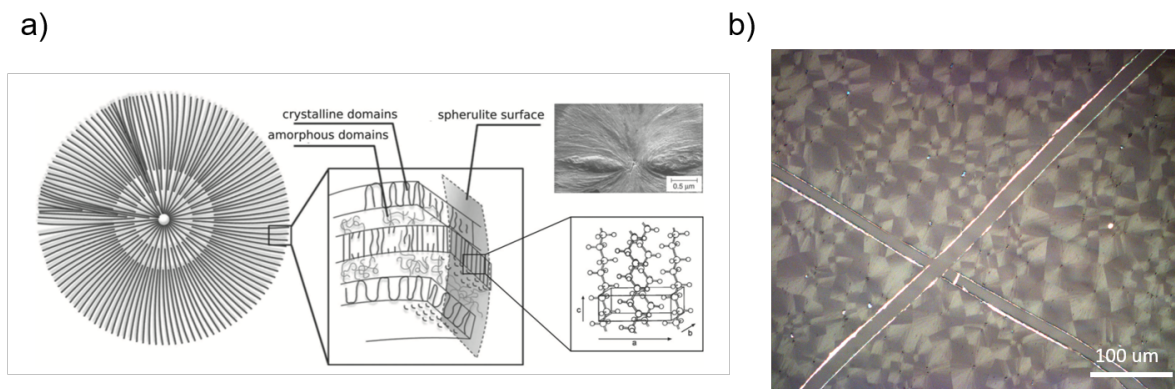 a)
b)
crystalline domains
amorphous domains
spherulite surface
0.5 μm
c
b
a
100 um